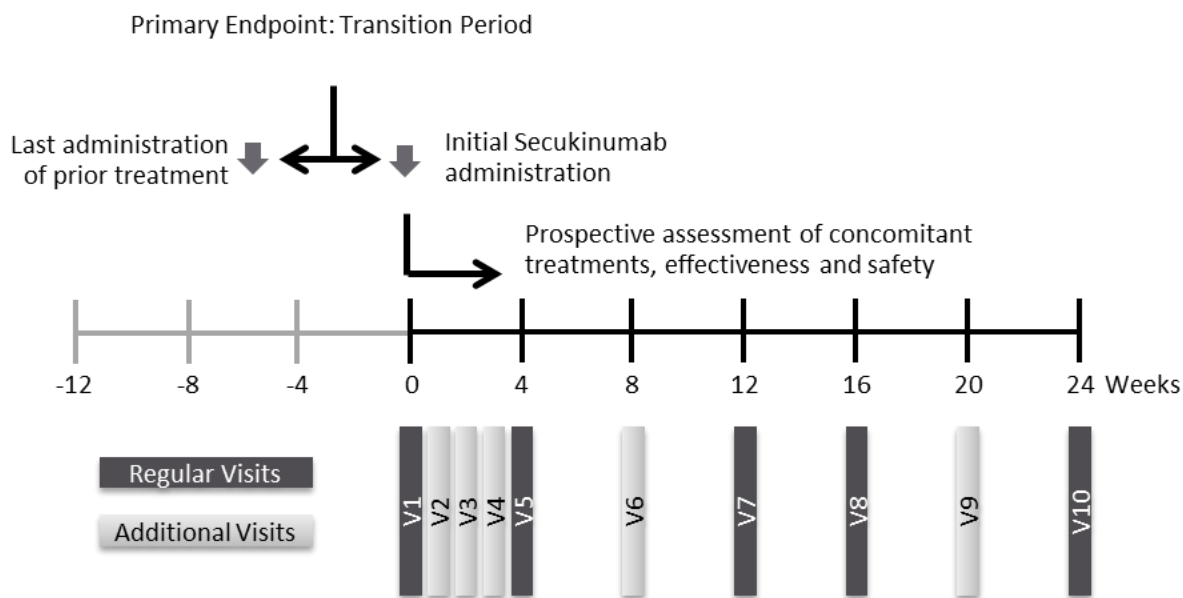 Primary Endpoint: Transition Period
Last administration
of prior treatment
Initial Secukinumab
administration
Prospective assessment of concomitant
treatments, effectiveness and safety
-12 -8 -4 0 4 8 12 16 20 24 Weeks
Regular Visits
Additional Visits
V1 V2 V3 V4 V5 V6 V7 V8 V9 V10